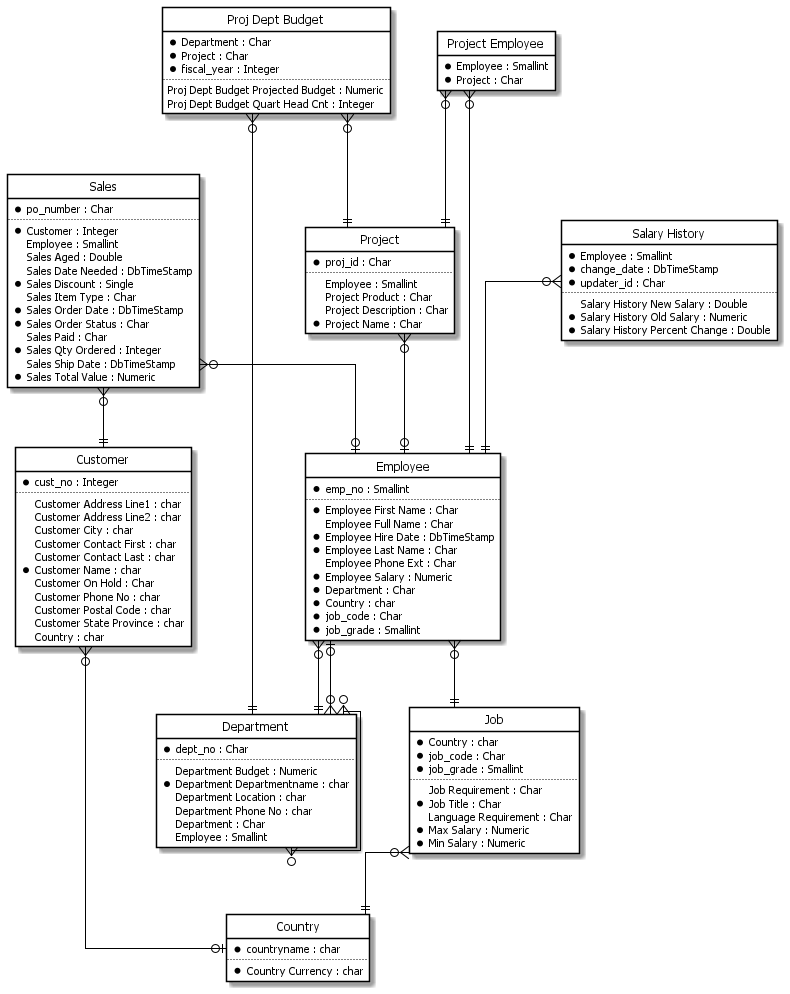 Proj Dept Budget
Department : Char
Project : Char
fiscal_year : Integer
Proj Dept Budget Projected Budget : Numeric
Proj Dept Budget Quart Head Cnt : Integer
Project Employee
Employee : Smallint
Project : Char
Sales
po_number : Char
Customer : Integer
Employee : Smallint
Sales Aged : Double
Sales Date Needed : DbTimeStamp
Sales Discount : Single
Sales Item Type : Char
Sales Order Date : DbTimeStamp
Sales Order Status : Char
Sales Paid : Char
Sales Qty Ordered : Integer
Sales Ship Date : DbTimeStamp
Sales Total Value : Numeric
Project
proj_id : Char
Employee : Smallint
Project Product : Char
Project Description : Char
Project Name : Char
Salary History
Employee : Smallint
change_date : DbTimeStamp
updater_id : Char
Salary History New Salary : Double
Salary History Old Salary : Numeric
Salary History Percent Change : Double
Customer
cust_no : Integer
Customer Address Line1 : char
Customer Address Line2 : char
Customer City : char
Customer Contact First : char
Customer Contact Last : char
Customer Name : char
Customer On Hold : Char
Customer Phone No : char
Customer Postal Code : char
Customer State Province : char
Country : char
Employee
emp_no : Smallint
Employee First Name : Char
Employee Full Name : Char
Employee Hire Date : DbTimeStamp
Employee Last Name : Char
Employee Phone Ext : Char
Employee Salary : Numeric
Department : Char
Country : char
job_code : Char
job_grade : Smallint
Department
dept_no : Char
Department Budget : Numeric
Department Departmentname : char
Department Location : char
Department Phone No : char
Department : Char
Employee : Smallint
Job
Country : char
job_code : Char
job_grade : Smallint
Job Requirement : Char
Job Title : Char
Language Requirement : Char
Max Salary : Numeric
Min Salary : Numeric
Country
countryname : char
Country Currency : char